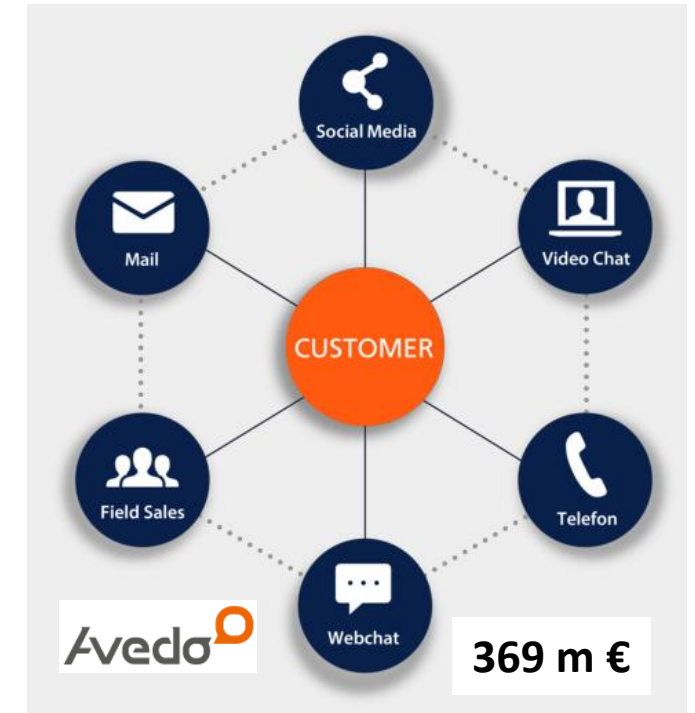 Social Media
Mail
Video Chat
CUSTOMER
Field Sales
Telefon
Webchat
Avedo
369 m €